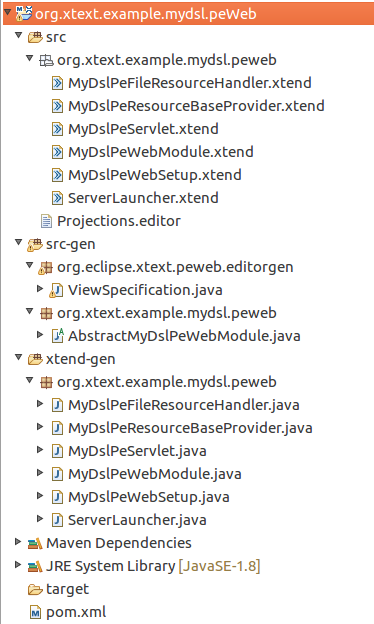 org.xtext.example.mydsl.peWeb
src
org.xtext.example.mydsl.peweb
MyDslPeFileResourceHandler.xtend
MyDslPeResourceBaseProvider.xtend
MyDslPeServlet.xtend
MyDslPeWebModule.xtend
MyDslPeWebSetup.xtend
ServerLauncher.xtend
Projections.editor
src-gen
org.eclipse.xtext.peweb.editorgen
ViewSpecification.java
org.xtext.example.mydsl.peweb
AbstractMyDslPeWebModule.java
xtend-gen
org.xtext.example.mydsl.peweb
MyDslPeFileResourceHandler.java
MyDslPeResourceBaseProvider.java
MyDslPeServlet.java
MyDslPeWebModule.java
MyDslPeWebSetup.java
ServerLauncher.java
Maven Dependencies
JRE System Library [JavaSE-1.8]
target
pom.xml